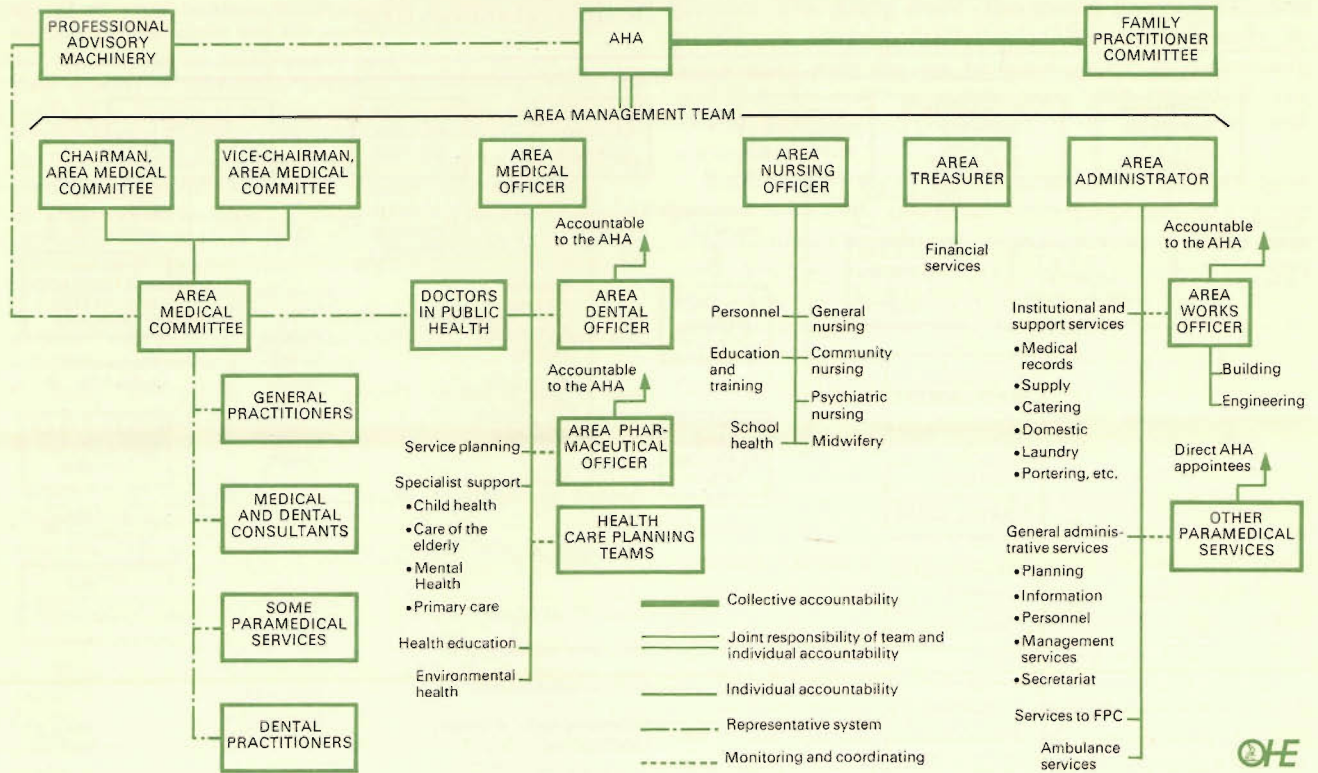 PROFESSIONAL
ADVISORY
MACHINERY
AHA
FAMILY
PRACTITIONER
COMMITTEE
AREA MANAGEMENT TEAM
CHAIRMAN,
AREA MEDICAL
COMMITTEE
VICE-CHAIRMAN,
AREA MEDICAL
COMMITTEE
AREA
MEDICAL
OFFICER
AREA
NURSING
OFFICER
AREA
TREASURER
AREA
ADMINISTRATOR
AREA
MEDICAL
COMMITTEE
GENERAL
PRACTITIONERS
MEDICAL
AND DENTAL
CONSULTANTS
SOME
PARAMEDICAL
SERVICES
DENTAL
PRACTITIONERS
DOCTORS
IN PUBLIC
HEALTH
Accountable
to the AHA
AREA
DENTAL
OFFICER
Accountable
to the AHA
AREA PHAR-
MACEUTICAL
OFFICER
HEALTH
CARE PLANNING
TEAMS
Service planning
Specialist support
• Child health
• Care of the
elderly
• Mental
Health
• Primary care
Health education
Environmental
health
Personnel
Education
and
training
School
health
General
nursing
Community
nursing
Psychiatric
nursing
Midwifery
Financial
services
Institutional and
support services
• Medical
records
• Supply
• Catering
• Domestic
• Laundry
• Portering, etc.
General adminis-
trative services
• Planning
• Information
• Personnel
• Management
services
• Secretariat
Services to FPC
Ambulance
services
Accountable
to the AHA
AREA
WORKS
OFFICER
Building
Engineering
Direct AHA
appointees
OTHER
PARAMEDICAL
SERVICES
Collective accountability
Joint responsibility of team and
individual accountability
Individual accountability
Representative system
Monitoring and coordinating
OHE